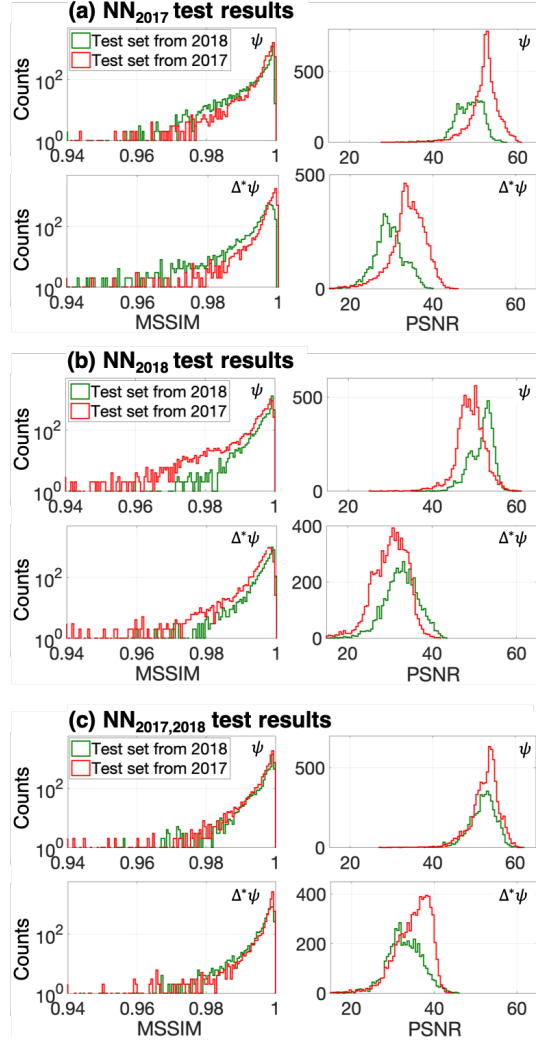 (a) NN2017 test results
Test set from 2018
Test set from 2017
ψ
ψ
Counts
10^2
10^0
0.94 0.96 0.98 1
500
0
20 40 60
Δ*ψ
Δ*ψ
Counts
10^2
10^0
0.94 0.96 0.98 1
MSSIM
500
0
20 40 60
PSNR
(b) NN2018 test results
Test set from 2018
Test set from 2017
ψ
ψ
Counts
10^2
10^0
0.94 0.96 0.98 1
500
0
20 40 60
Δ*ψ
Δ*ψ
Counts
10^2
10^0
0.94 0.96 0.98 1
MSSIM
400
200
0
20 40 60
PSNR
(c) NN2017,2018 test results
Test set from 2018
Test set from 2017
ψ
ψ
Counts
10^2
10^0
0.94 0.96 0.98 1
500
0
20 40 60
Δ*ψ
Δ*ψ
Counts
10^2
10^0
0.94 0.96 0.98 1
MSSIM
400
200
0
20 40 60
PSNR